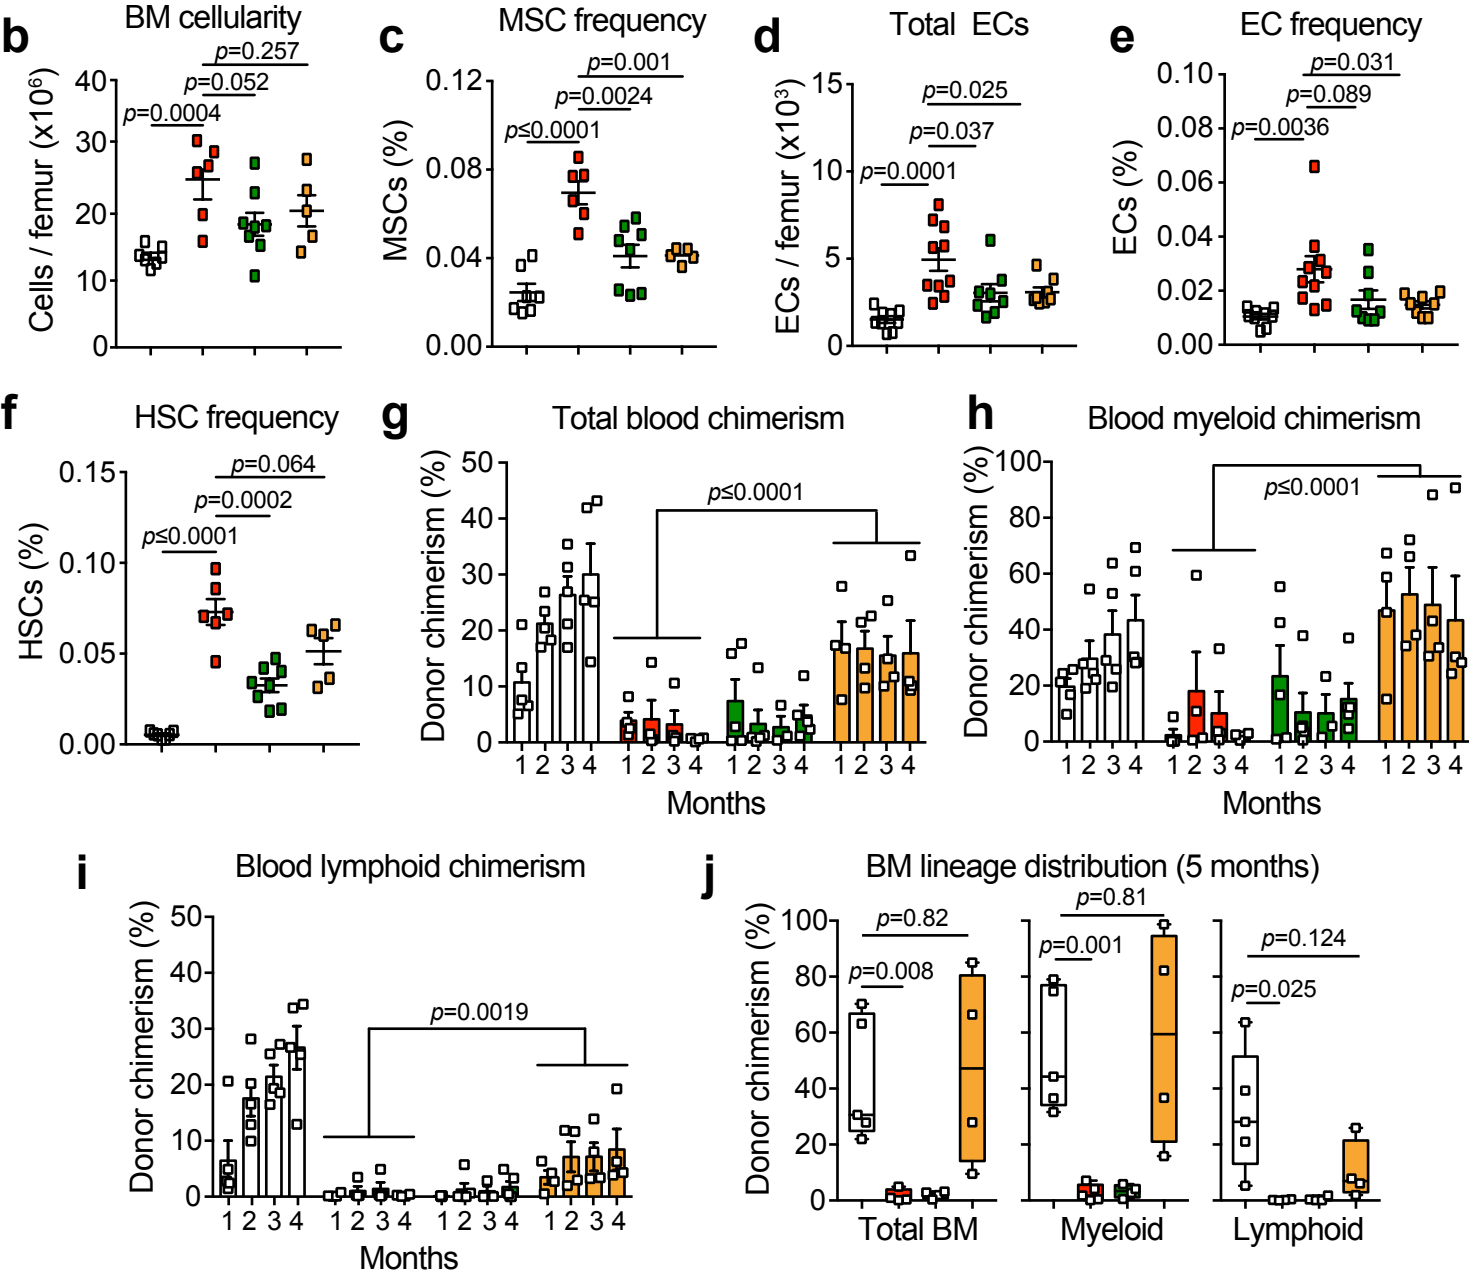 b
BM cellularity
p=0.257
p=0.052
p=0.0004
Cells / femur (x10⁶)
40
30
20
10
0
c
MSC frequency
p=0.001
p=0.0024
p≤0.0001
MSCs (%)
0.12
0.08
0.04
0.00
d
Total ECs
p=0.025
p=0.037
p=0.0001
ECs / femur (x10³)
15
10
5
0
e
EC frequency
p=0.031
p=0.089
p=0.0036
ECs (%)
0.10
0.08
0.06
0.04
0.02
0.00
f
HSC frequency
p=0.064
p=0.0002
p≤0.0001
HSCs (%)
0.15
0.10
0.05
0.00
g
Total blood chimerism
p≤0.0001
Donor chimerism (%)
50
40
30
20
10
0
1 2 3 4 1 2 3 4 1 2 3 4 1 2 3 4
Months
h
Blood myeloid chimerism
p≤0.0001
Donor chimerism (%)
100
80
60
40
20
0
1 2 3 4 1 2 3 4 1 2 3 4 1 2 3 4
Months
i
Blood lymphoid chimerism
p=0.0019
Donor chimerism (%)
50
40
30
20
10
0
1 2 3 4 1 2 3 4 1 2 3 4 1 2 3 4
Months
j
BM lineage distribution (5 months)
Donor chimerism (%)
100
80
60
40
20
0
p=0.82
p=0.008
Total BM
p=0.81
p=0.001
Myeloid
p=0.124
p=0.025
Lymphoid